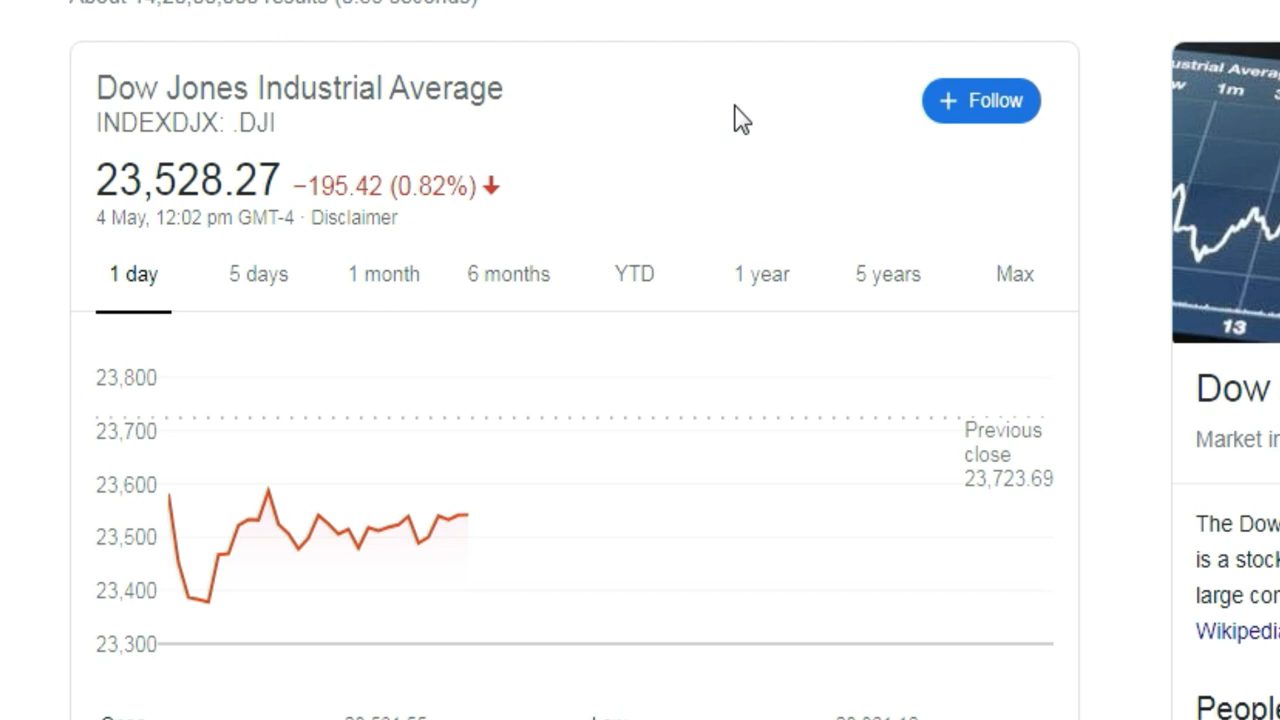 Dow Jones Industrial Average
INDEXDJX: .DJI
+ Follow
23,528.27 −195.42 (0.82%)
4 May, 12:02 pm GMT-4 · Disclaimer
1 day 5 days 1 month 6 months YTD 1 year 5 years Max
23,800
23,700
23,600
23,500
23,400
23,300
Previous
close
23,723.69
1m
13
Dow
Market
The Dow
is a
large
People